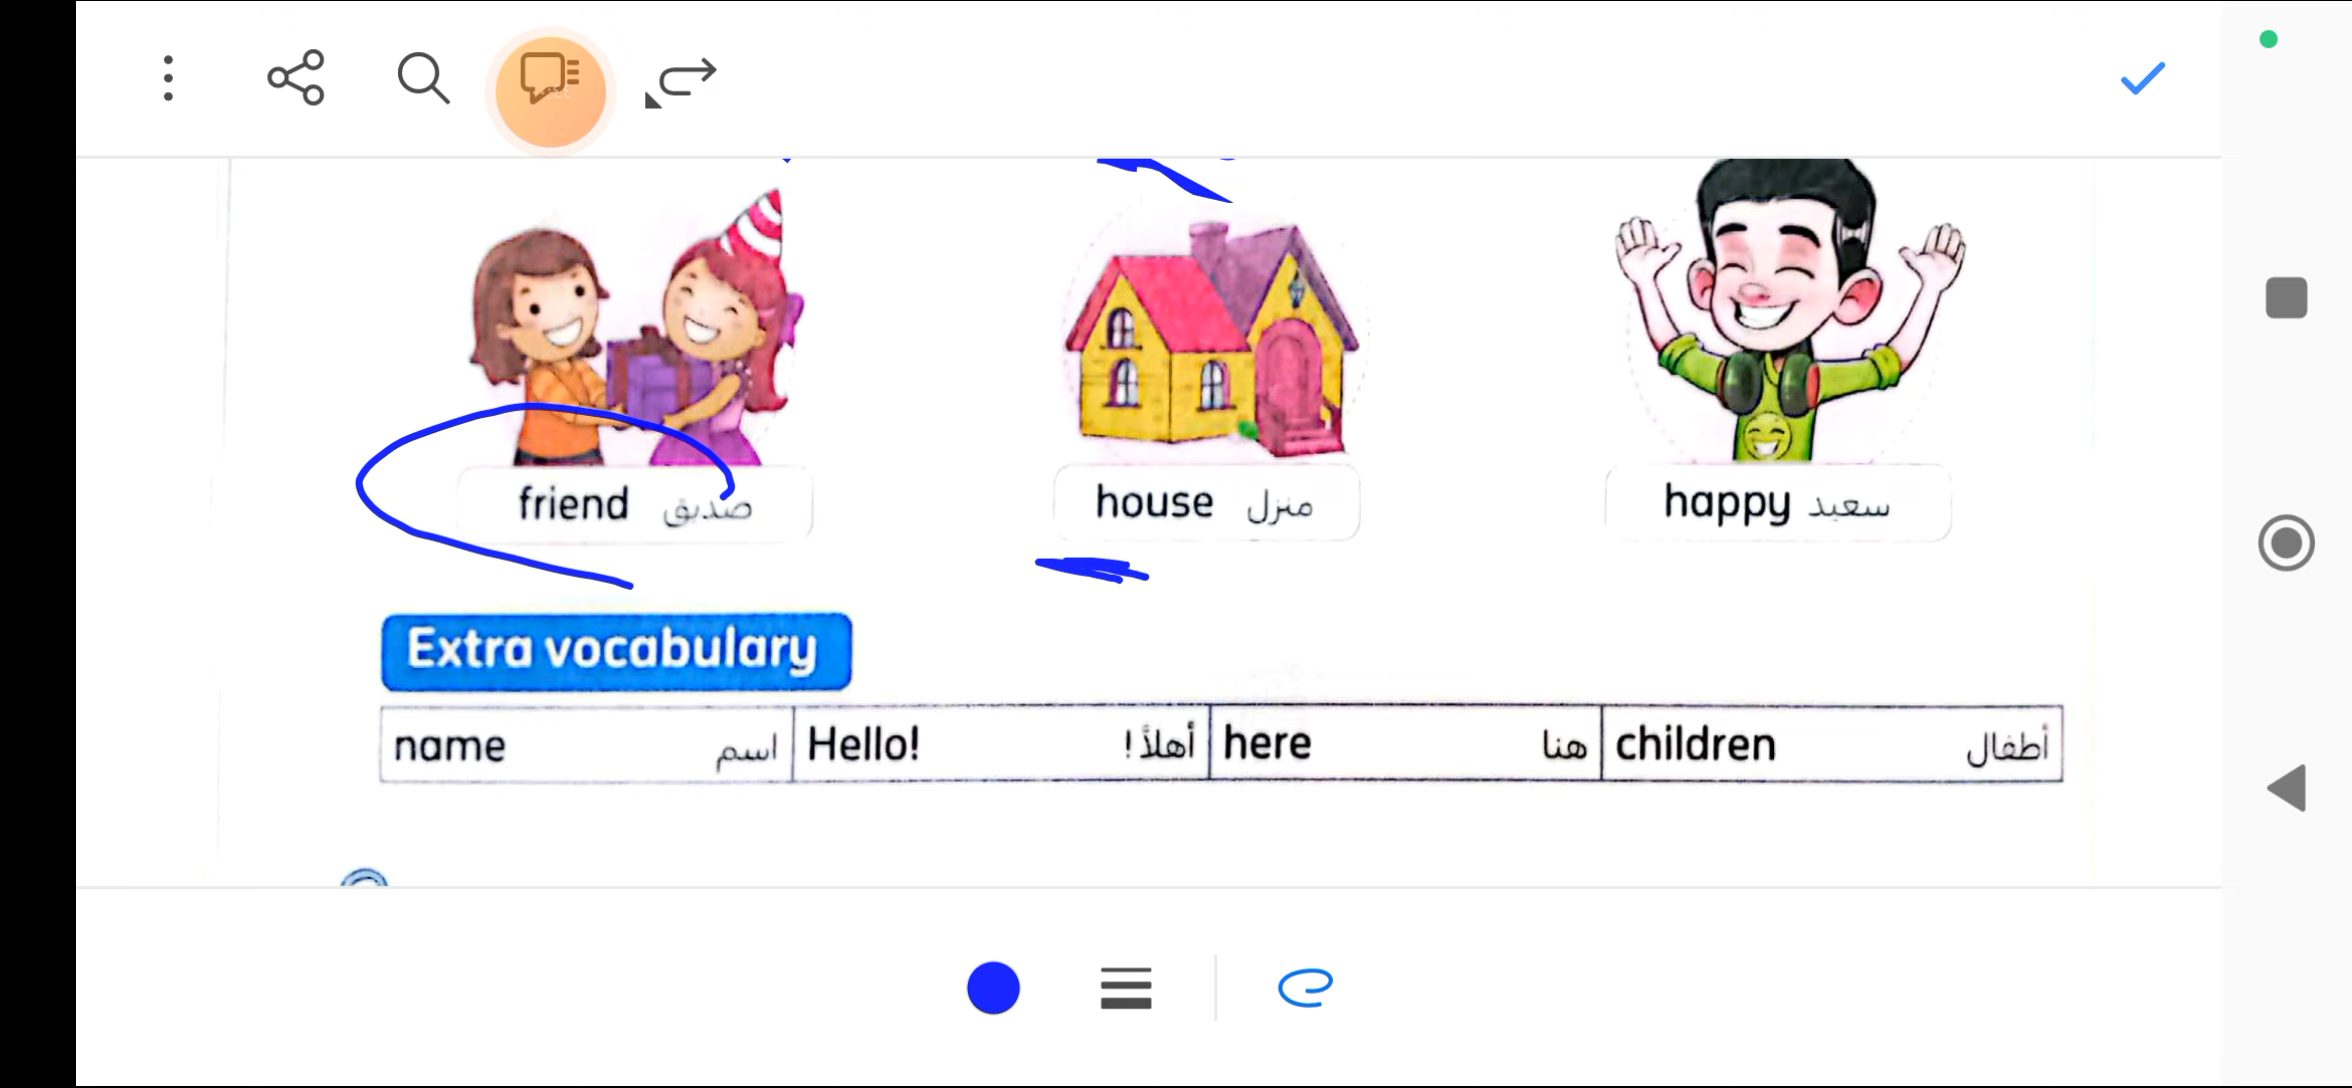 friend صديق
house منزل
happy سعيد
Extra vocabulary
name اسم Hello! أهلاً! here هنا children أطفال